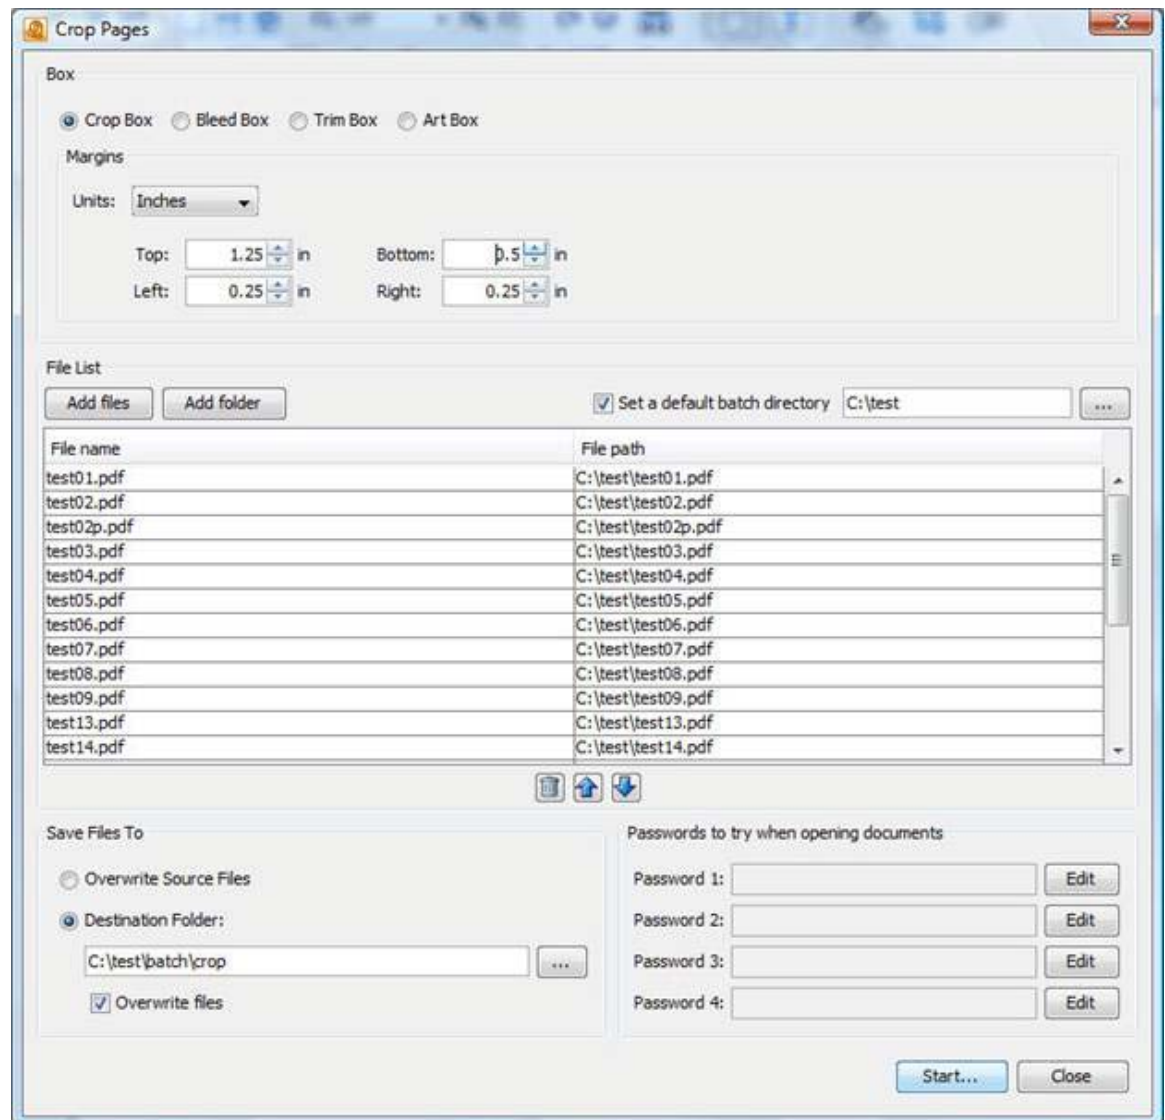 Crop Pages
Box
Crop Box Bleed Box Trim Box Art Box
Margins
Units: Inches
Top: 1.25 in Bottom: 0.5 in
Left: 0.25 in Right: 0.25 in
File List
Add files Add folder Set a default batch directory C:\test ...
File name File path
test01.pdf C:\test\test01.pdf
test02.pdf C:\test\test02.pdf
test02p.pdf C:\test\test02p.pdf
test03.pdf C:\test\test03.pdf
test04.pdf C:\test\test04.pdf
test05.pdf C:\test\test05.pdf
test06.pdf C:\test\test06.pdf
test07.pdf C:\test\test07.pdf
test08.pdf C:\test\test08.pdf
test09.pdf C:\test\test09.pdf
test13.pdf C:\test\test13.pdf
test14.pdf C:\test\test14.pdf
Save Files To
Overwrite Source Files
Destination Folder:
C:\test\batch\crop ...
Overwrite files
Passwords to try when opening documents
Password 1: Edit
Password 2: Edit
Password 3: Edit
Password 4: Edit
Start... Close